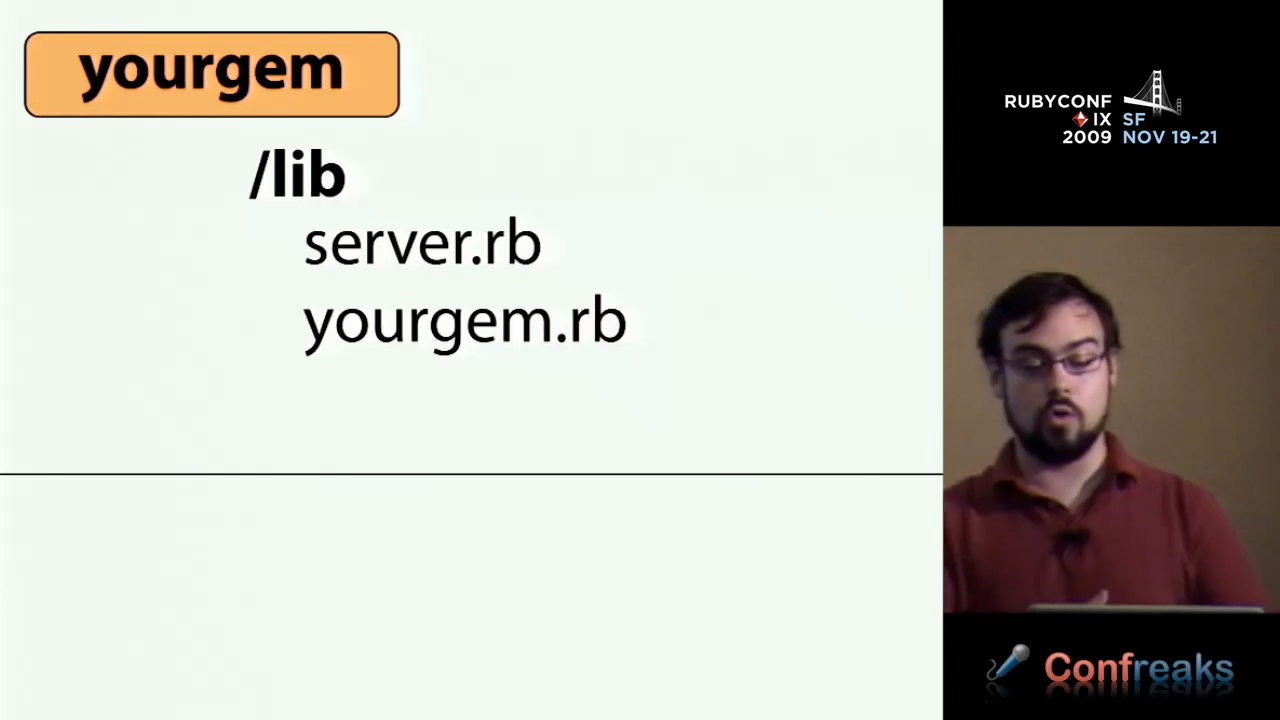 yourgem
/lib
server.rb
yourgem.rb
RUBYCONF
IX SF
2009 NOV 19-21
Confreaks